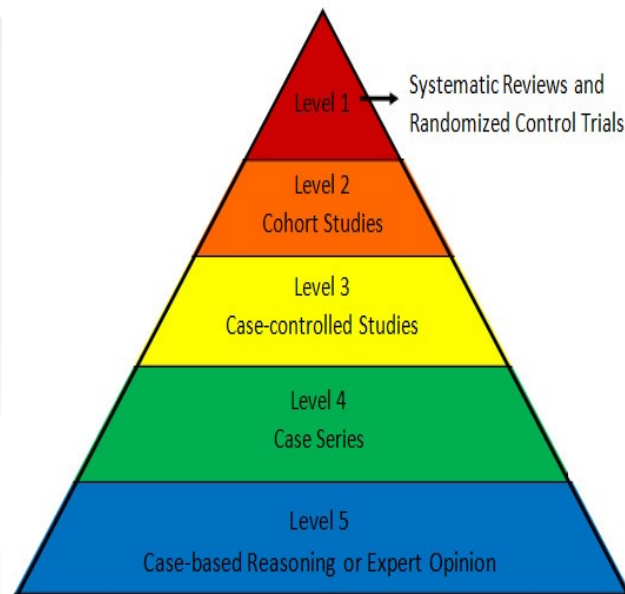 Level 1
Systematic Reviews and
Randomized Control Trials
Level 2
Cohort Studies
Level 3
Case-controlled Studies
Level 4
Case Series
Level 5
Case-based Reasoning or Expert Opinion